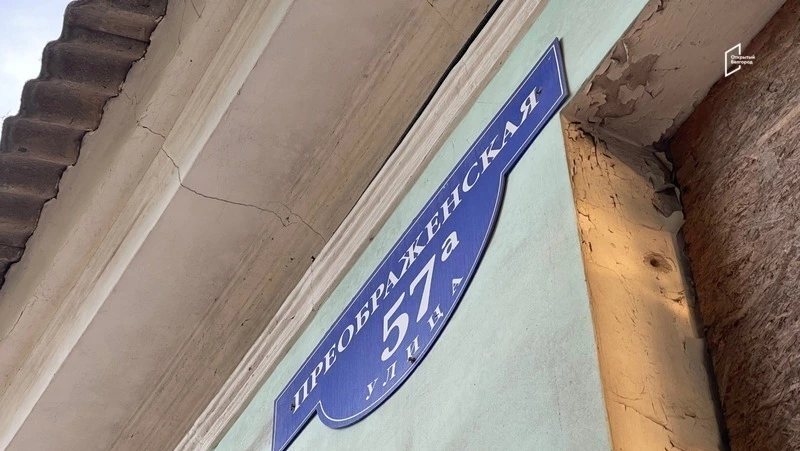 ПРЕОБРАЖЕНСКАЯ
57а
УЛИЦА
Открытый
Белгород